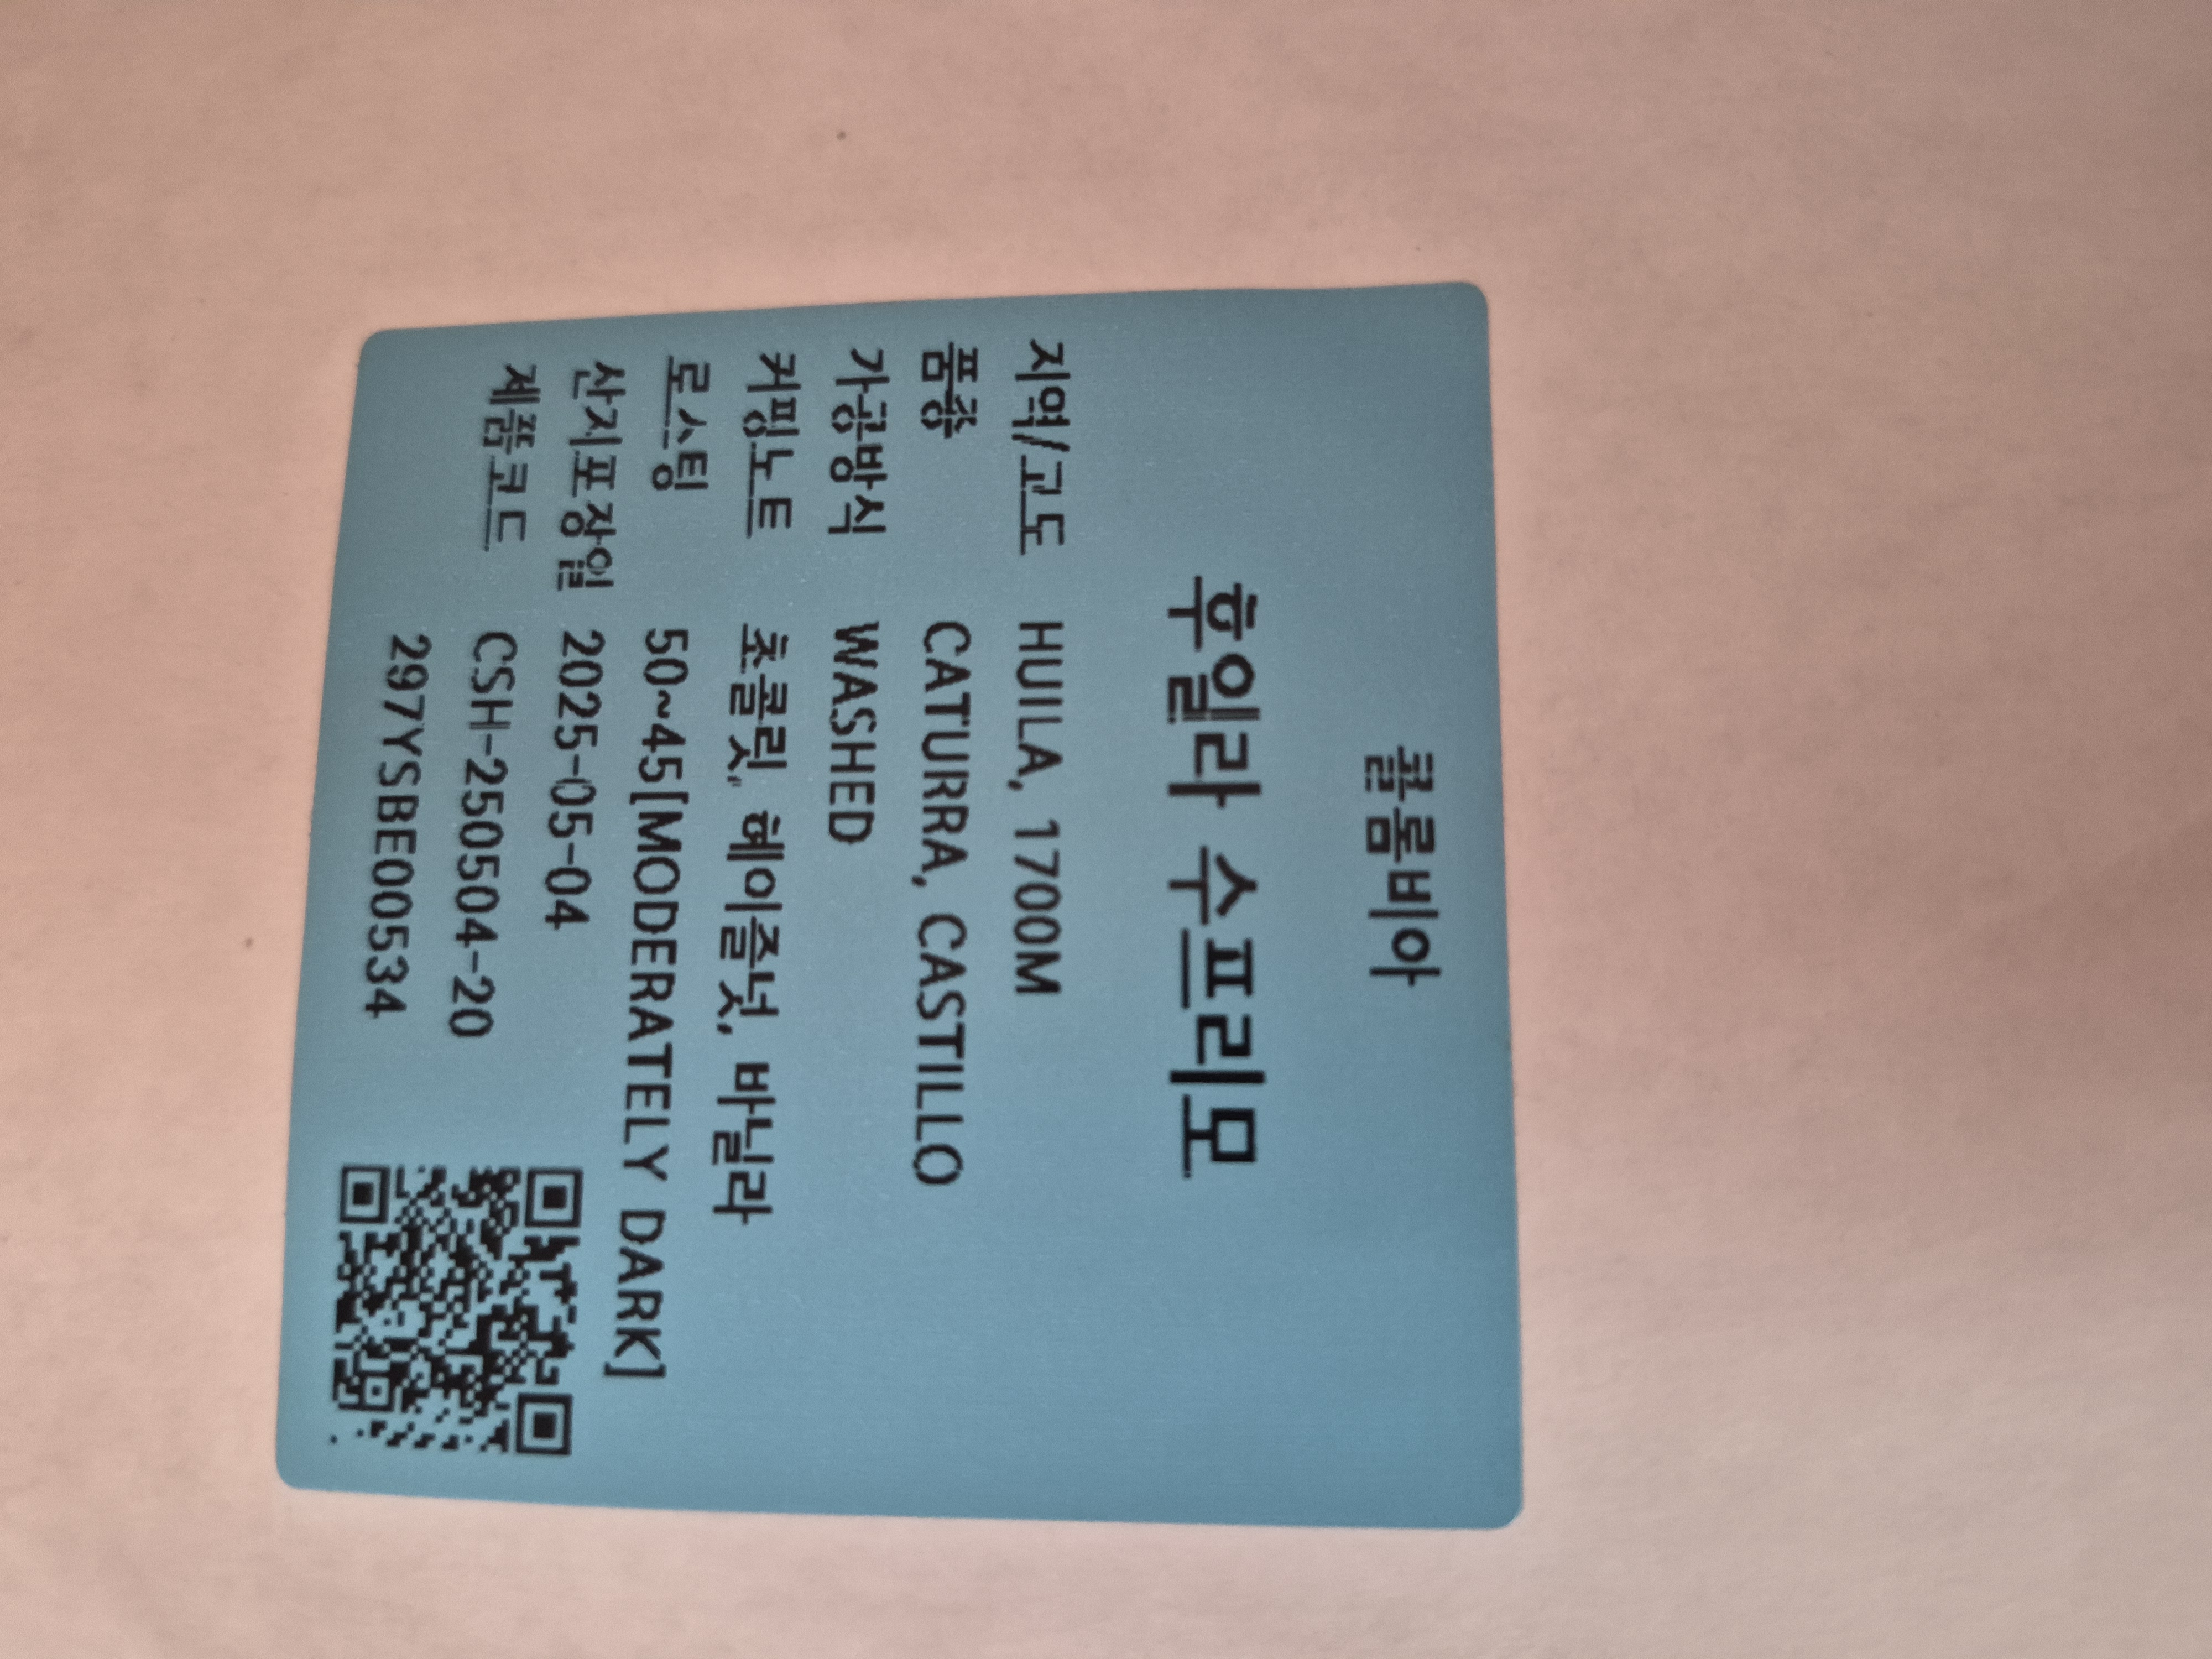 콜롬비아
후일라 수프리모
지역/고도 HUILA, 1700M
품종 CATURRA, CASTILLO
가공방식 WASHED
커핑노트 초콜릿, 헤이즐넛, 바닐라
로스팅 50~45[MODERATELY DARK]
산지포장일 2025-05-04
제품코드 CSH-250504-20
297YSBE000534